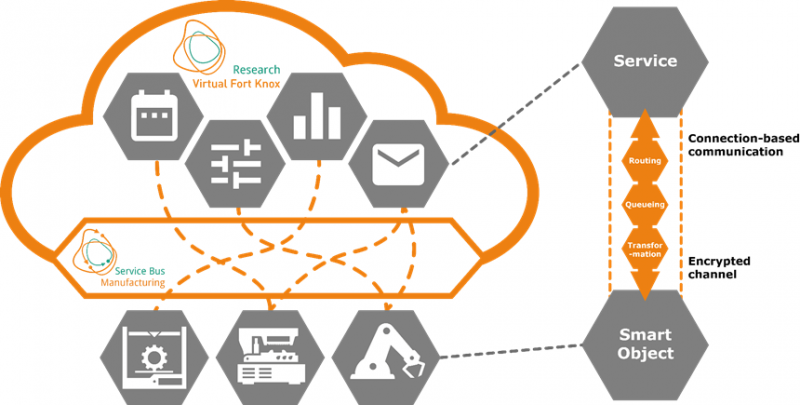 Research
Virtual Fort Knox
Service Bus
Manufacturing
Service
Connection-based
communication
Routing
Queueing
Transfor
-mation
Encrypted
channel
Smart
Object